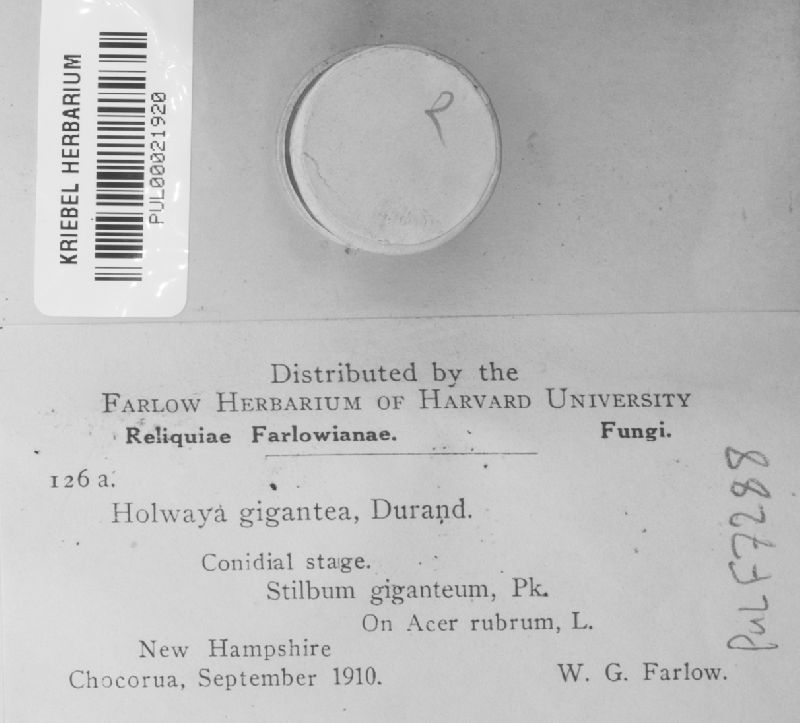 KRIEBEL HERBARIUM
PUL00021920
Distributed by the
FARLOW HERBARIUM OF HARVARD UNIVERSITY
Reliquiae Farlowianae. Fungi.
126 a.
Holwaya gigantea, Durand.
Conidial stage.
Stilbum giganteum, Pk.
On Acer rubrum, L.
New Hampshire
Chocorua, September 1910. W. G. Farlow.
PUL F7288